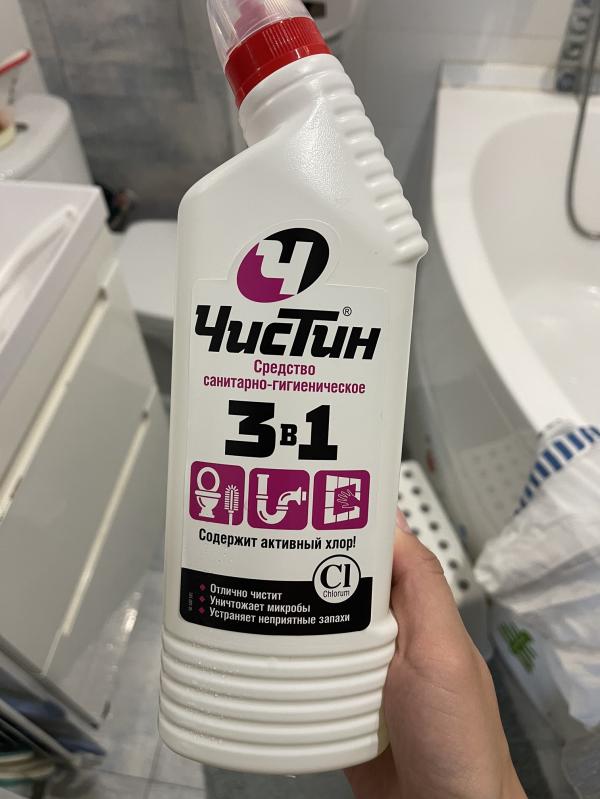 Ч
ЧисТин®
Средство
санитарно-гигиеническое
3в1
Содержит активный хлор!
Cl
Chlorum
Отлично чистит
Уничтожает микробы
Устраняет неприятные запахи